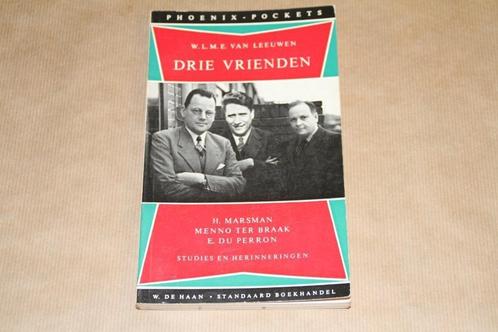 PHOENIX-POCKETS
W.L.M.E. VAN LEEUWEN
DRIE VRIENDEN
H. MARSMAN
MENNO TER BRAAK
E. DU PERRON
STUDIES EN HERINNERINGEN
W. DE HAAN - STANDAARD BOEKHANDEL